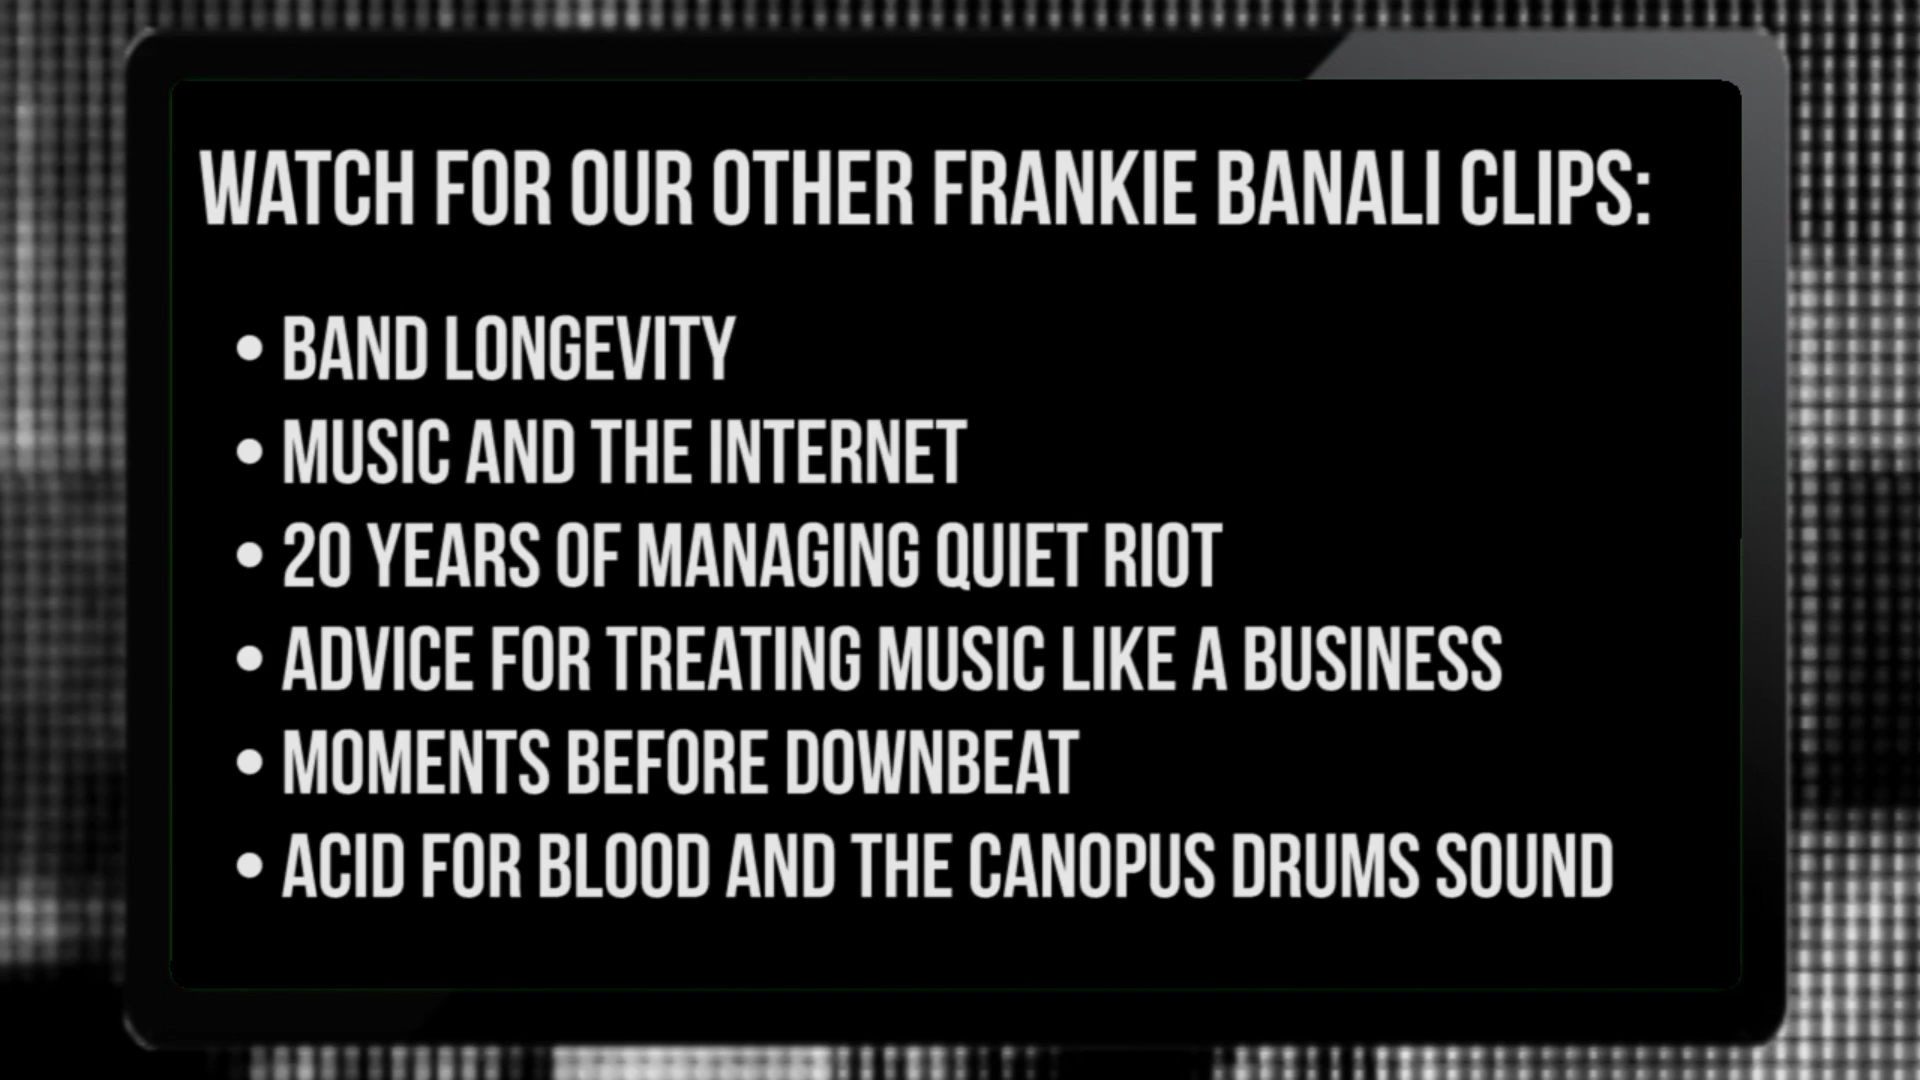 WATCH FOR OUR OTHER FRANKIE BANALI CLIPS:
• BAND LONGEVITY
• MUSIC AND THE INTERNET
• 20 YEARS OF MANAGING QUIET RIOT
• ADVICE FOR TREATING MUSIC LIKE A BUSINESS
• MOMENTS BEFORE DOWNBEAT
• ACID FOR BLOOD AND THE CANOPUS DRUMS SOUND